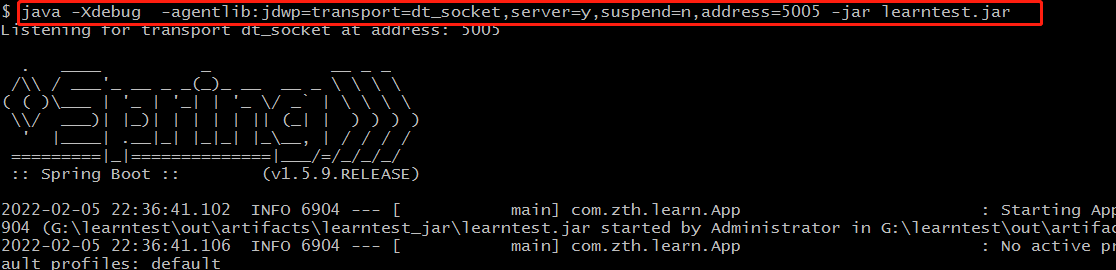 $ java -Xdebug  -agentlib:jdwp=transport=dt_socket,server=y,suspend=n,address=5005 -jar learntest.jar
Listening for transport dt_socket at address: 5005

  .   ____          _            __ _ _
 /\\ / ___'_ __ _ _(_)_ __  __ _ \ \ \ \
( ( )\___ | '_ | '_| | '_ \/ _` | \ \ \ \
 \\/  ___)| |_)| | | | | || (_| |  ) ) ) )
  '  |____| .__|_| |_|_| |_\__, | / / / /
 =========|_|==============|___/=/_/_/_/
 :: Spring Boot ::        (v1.5.9.RELEASE)

2022-02-05 22:36:41.102  INFO 6904 --- [           main] com.zth.learn.App                        : Starting App
904 (G:\learntest\out\artifacts\learntest_jar\learntest.jar started by Administrator in G:\learntest\out\artifac
2022-02-05 22:36:41.106  INFO 6904 --- [           main] com.zth.learn.App                        : No active pr
ault profiles: default